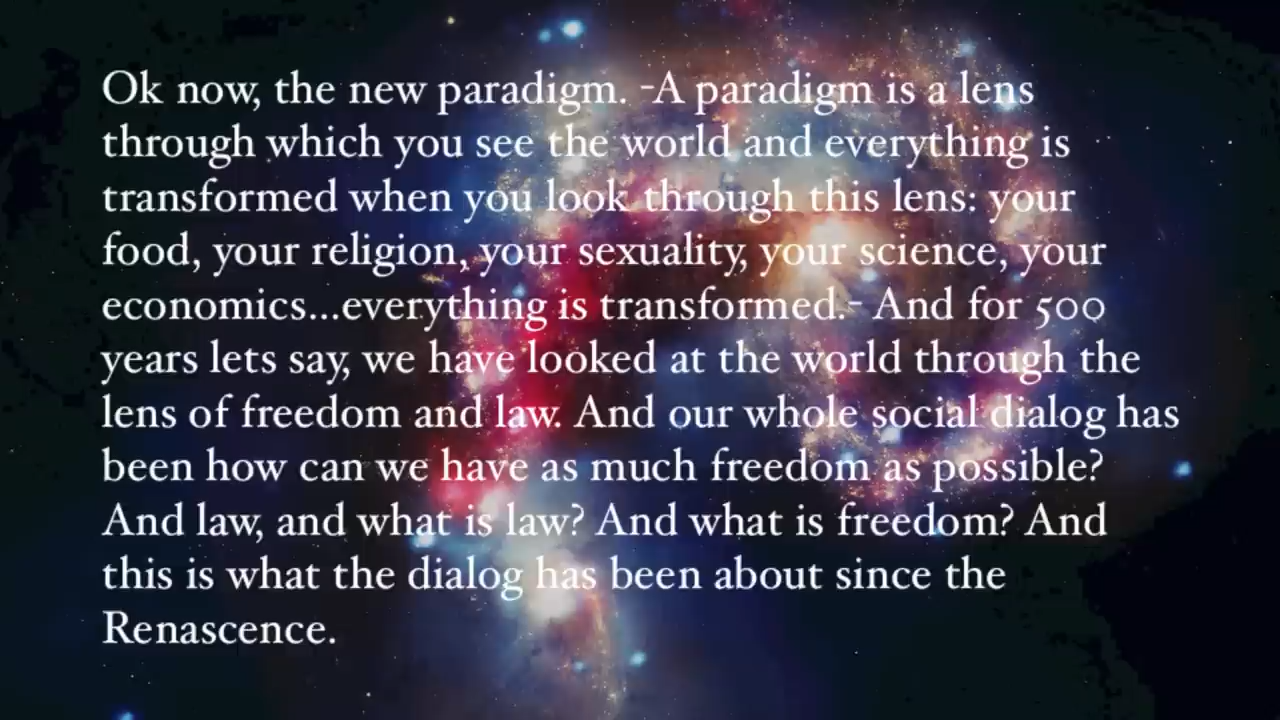 Ok now, the new paradigm. -A paradigm is a lens
through which you see the world and everything is
transformed when you look through this lens: your
food, your religion, your sexuality, your science, your
economics...everything is transformed.- And for 500
years lets say, we have looked at the world through the
lens of freedom and law. And our whole social dialog has
been how can we have as much freedom as possible?
And law, and what is law? And what is freedom? And
this is what the dialog has been about since the
Renascence.